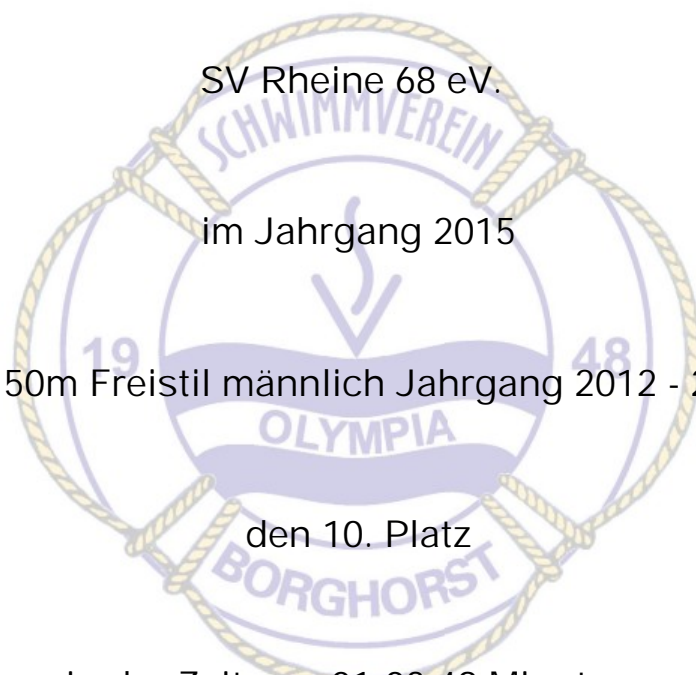 SV Rheine 68 eV.
SCHWIMMVEREIN
im Jahrgang 2015
19 48
50m Freistil männlich Jahrgang 2012 -
OLYMPIA
den 10. Platz
BORGHORST